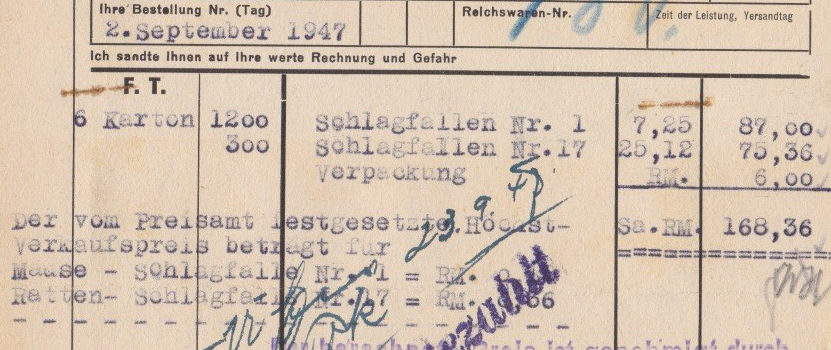 Ihre Bestellung Nr. (Tag)
Reichswaren-Nr.
Zeit der Leistung, Versandtag
2.September 1947
Ich sandte Ihnen auf Ihre werte Rechnung und Gefahr
F. T.
6 Karton 1200 Schlagfallen Nr. 1 7,25 87,00
300 Schlagfallen Nr.17 25,12 75,36
Verpackung RM. 6,00
23.9.47
Der vom Preisamt festgesetzte Höchst- Sa.RM. 168,36
Verkaufspreis beträgt für
Mäuse - Schlagfalle Nr. 1 = RM.
Ratten- Schlagfalle Nr.17 = RM.